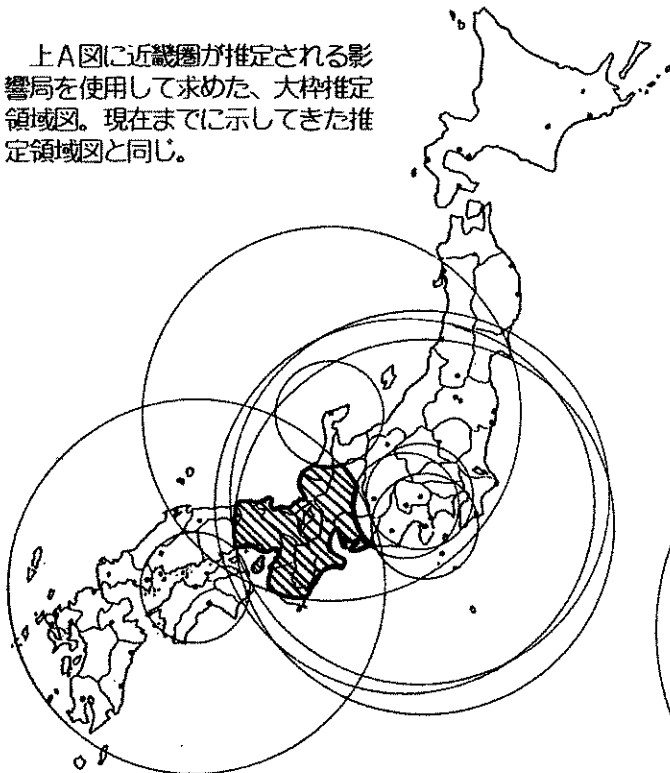 上A図に近畿圏が推定される影
響局を使用して求めた、大枠推定
領域図。現在までに示してきた推
定領域図と同じ。